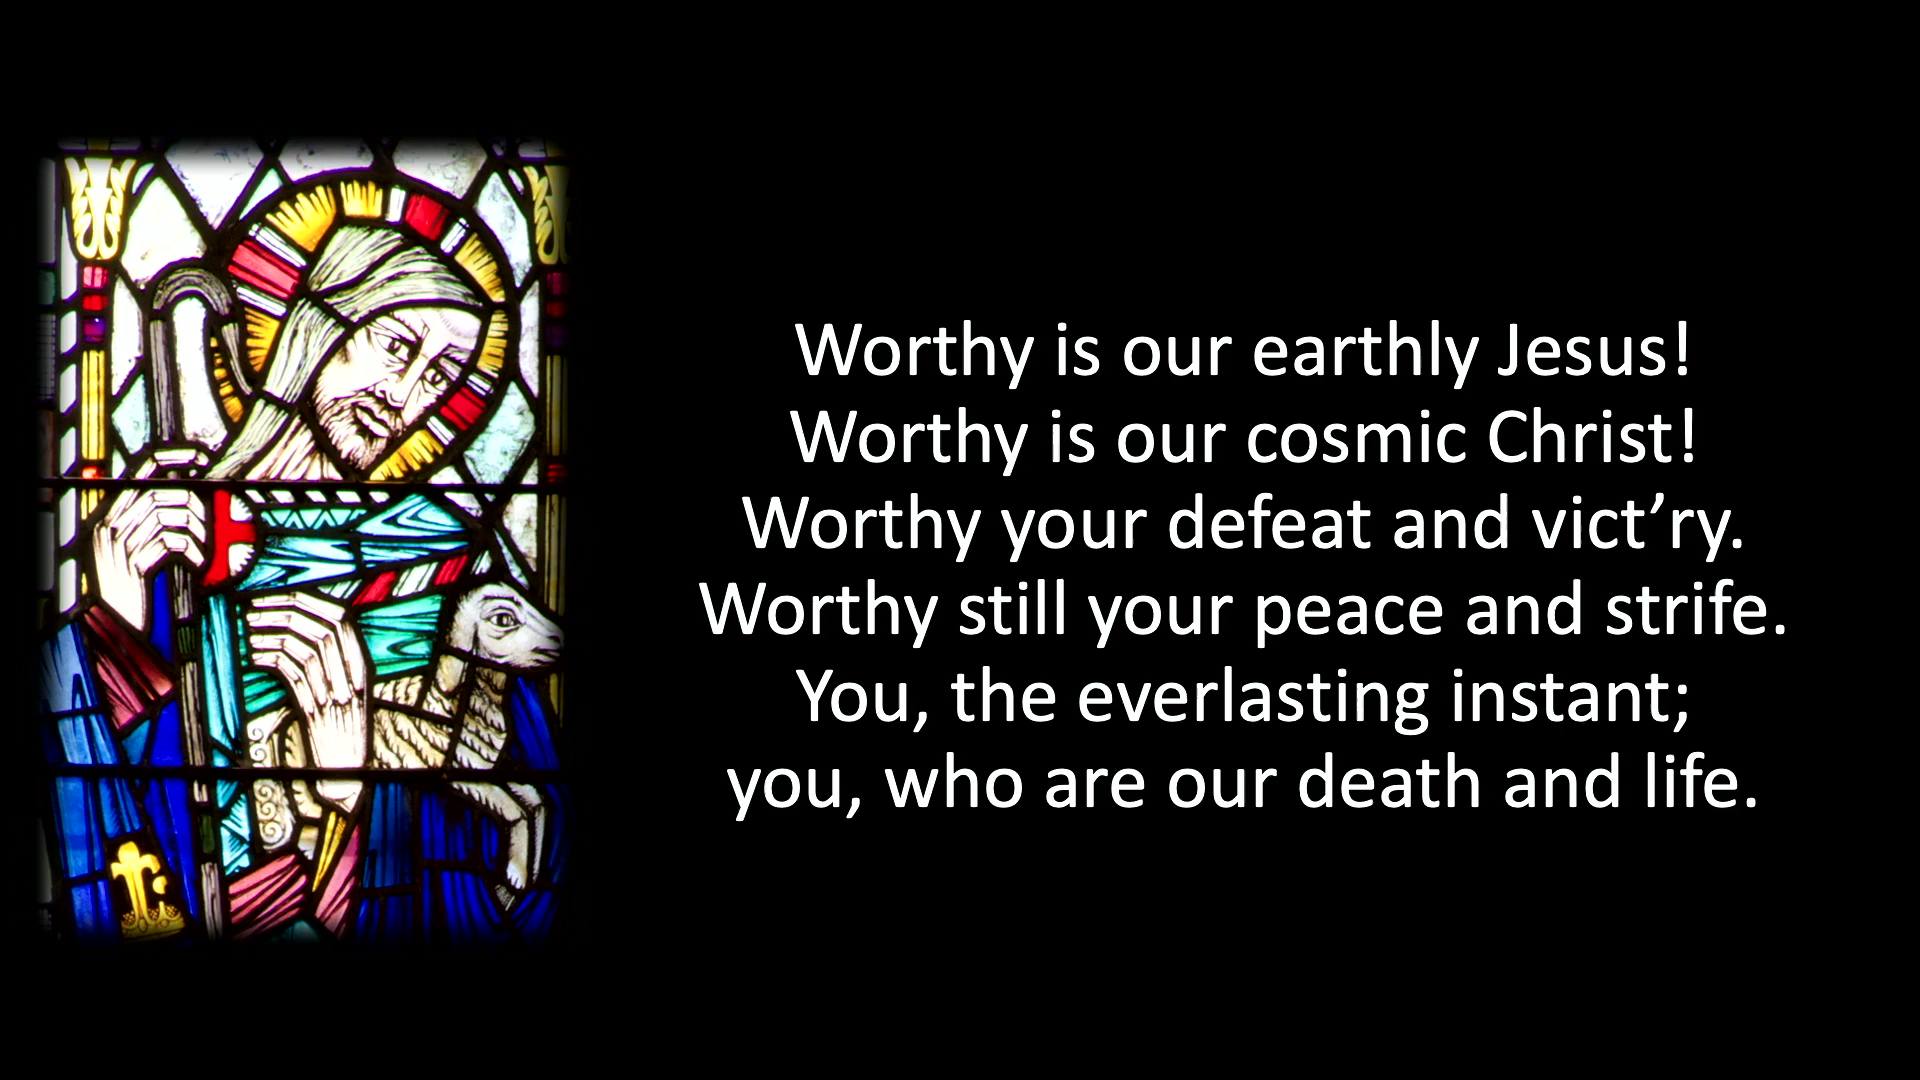 Worthy is our earthly Jesus!
Worthy is our cosmic Christ!
Worthy your defeat and vict’ry.
Worthy still your peace and strife.
You, the everlasting instant;
you, who are our death and life.